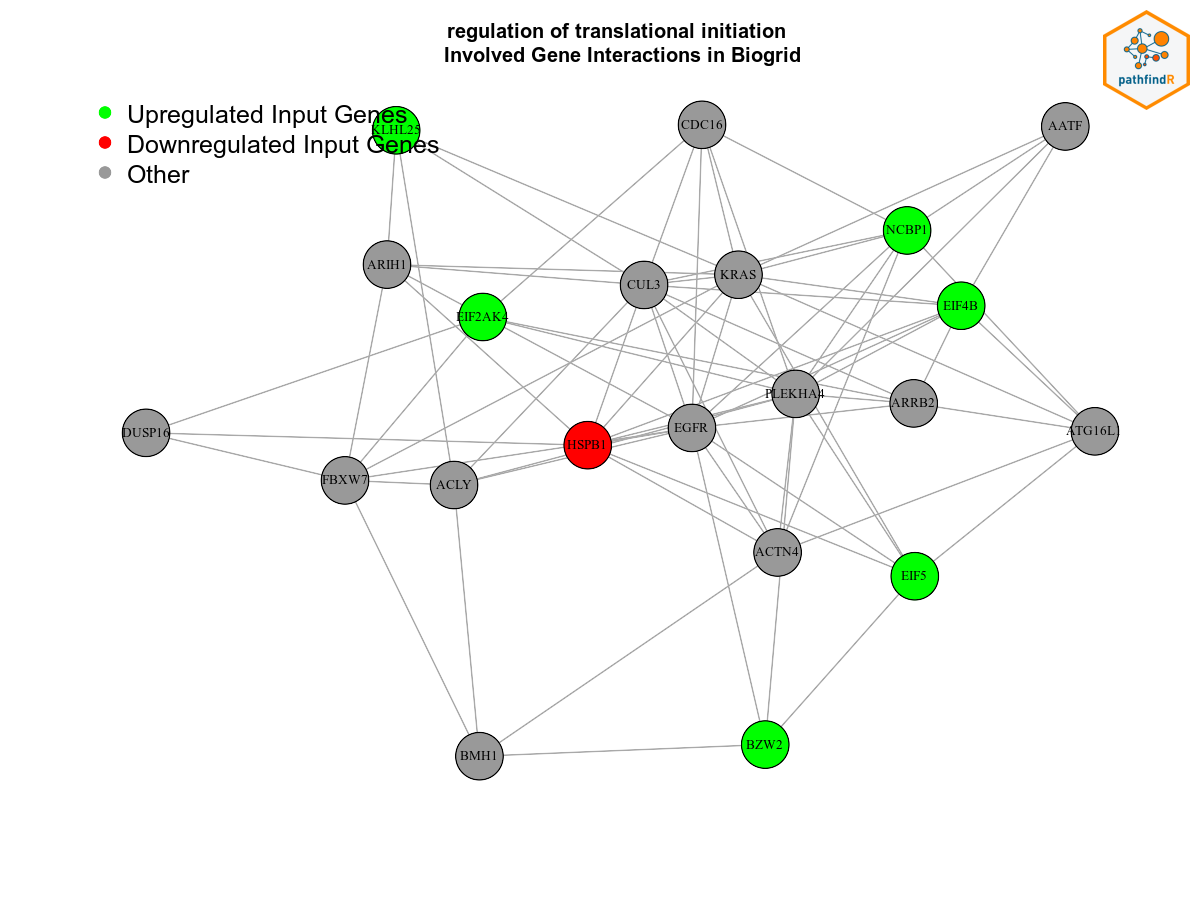 regulation of translational initiation
Involved Gene Interactions in Biogrid
pathfindR
Upregulated Input Genes
Downregulated Input Genes
Other
KLHL25
CDC16
AATF
NCBP1
ARIH1
KRAS
CUL3
EIF4B
EIF2AK4
PLEKHA4
ARRB2
EGFR
ATG16L
DUSP16
HSPB1
FBXW7
ACLY
ACTN4
EIF5
BZW2
BMH1